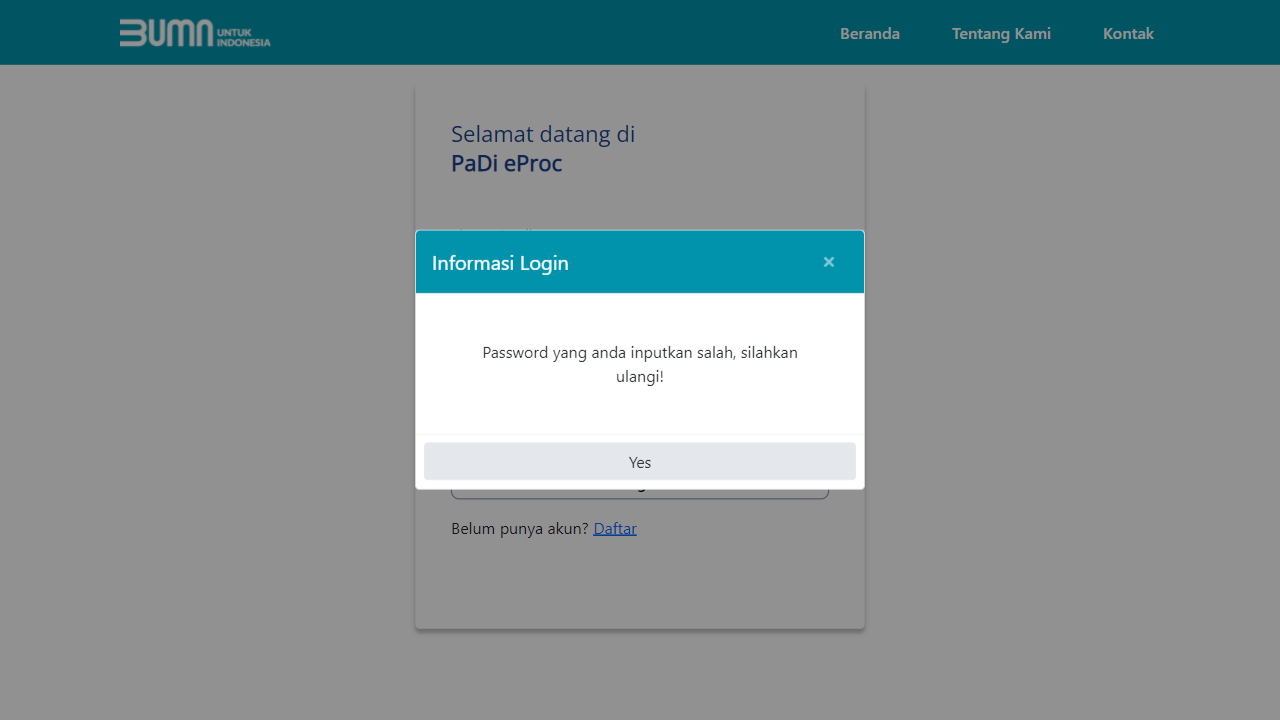 BUMN UNTUK
INDONESIA
Beranda
Tentang Kami
Kontak
Selamat datang di
PaDi eProc
Informasi Login
×
Password yang anda inputkan salah, silahkan
ulangi!
Yes
Belum punya akun? Daftar